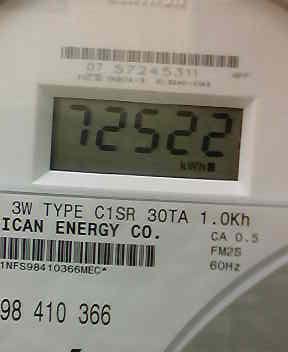 07 57245311
72522
kWh
3W TYPE C1SR 30TA 1.0Kh
ICAN ENERGY CO.
CA 0.5
FM2S
60Hz
1NFS98410366MEC*
98 410 366